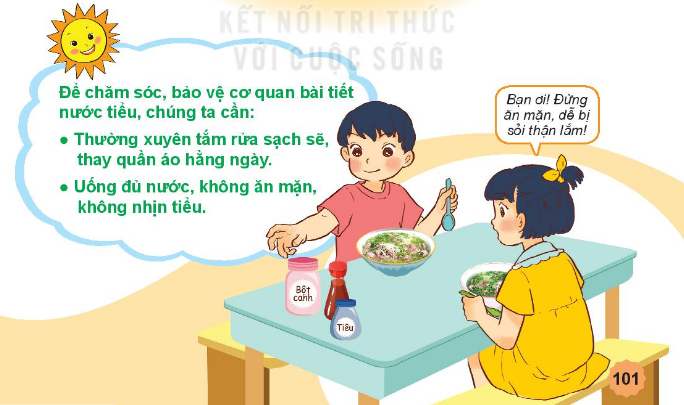 KẾT NỐI TRI THỨC
VỚI CUỘC SỐNG
Để chăm sóc, bảo vệ cơ quan bài tiết
nước tiểu, chúng ta cần:
● Thường xuyên tắm rửa sạch sẽ,
thay quần áo hằng ngày.
● Uống đủ nước, không ăn mặn,
không nhịn tiểu.
Bạn ơi! Đừng
ăn mặn, dễ bị
sỏi thận lắm!
Bột
canh
Tiêu
101